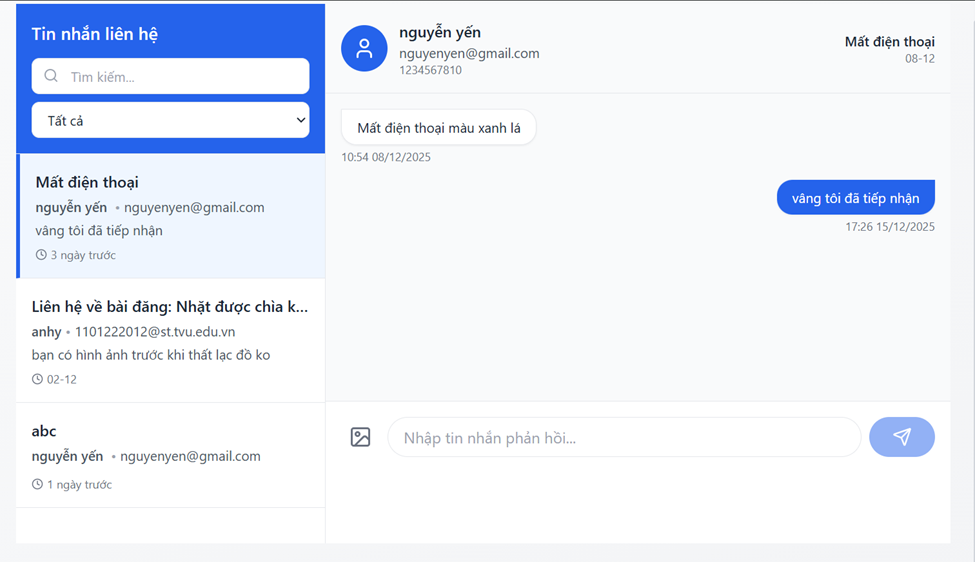 Tin nhắn liên hệ
Tìm kiếm...
Tất cả
Mất điện thoại
nguyễn yến • nguyenyen@gmail.com
vâng tôi đã tiếp nhận
3 ngày trước
Liên hệ về bài đăng: Nhặt được chìa k...
anhy • 1101222012@st.tvu.edu.vn
bạn có hình ảnh trước khi thất lạc đồ ko
02-12
abc
nguyễn yến • nguyenyen@gmail.com
1 ngày trước
nguyễn yến
nguyenyen@gmail.com
1234567810
Mất điện thoại
08-12
Mất điện thoại màu xanh lá
10:54 08/12/2025
vâng tôi đã tiếp nhận
17:26 15/12/2025
Nhập tin nhắn phản hồi...